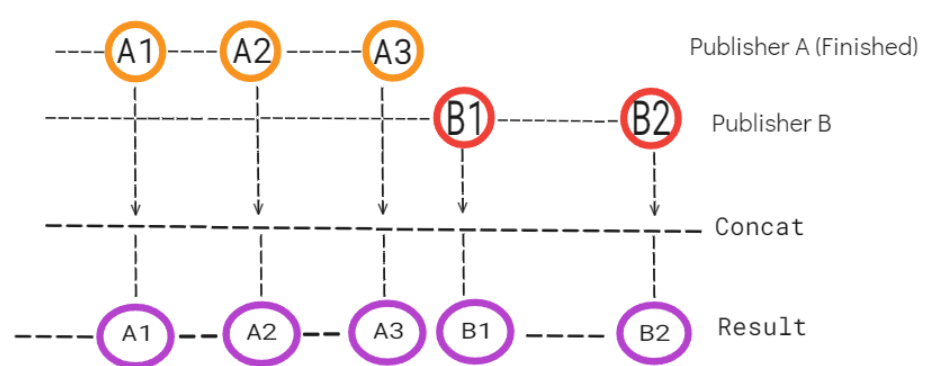 A1 A2 A3 Publisher A (Finished)
B1 B2 Publisher B
Concat
A1 A2 A3 B1 B2 Result